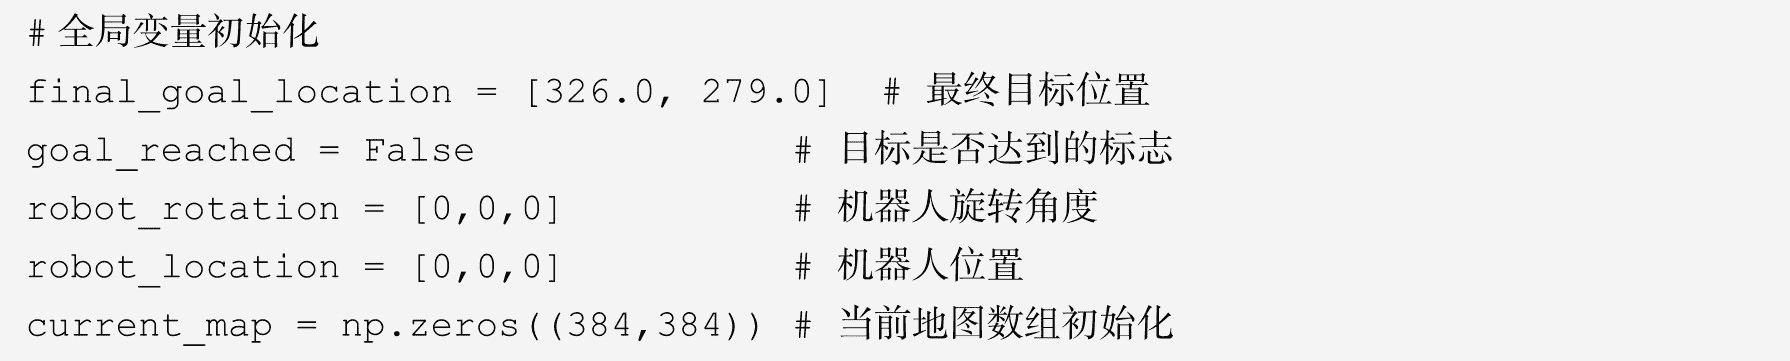 # 全局变量初始化
final_goal_location = [326.0, 279.0]  # 最终目标位置
goal_reached = False # 目标是否达到的标志
robot_rotation = [0,0,0] # 机器人旋转角度
robot_location = [0,0,0] # 机器人位置
current_map = np.zeros((384,384)) # 当前地图数组初始化